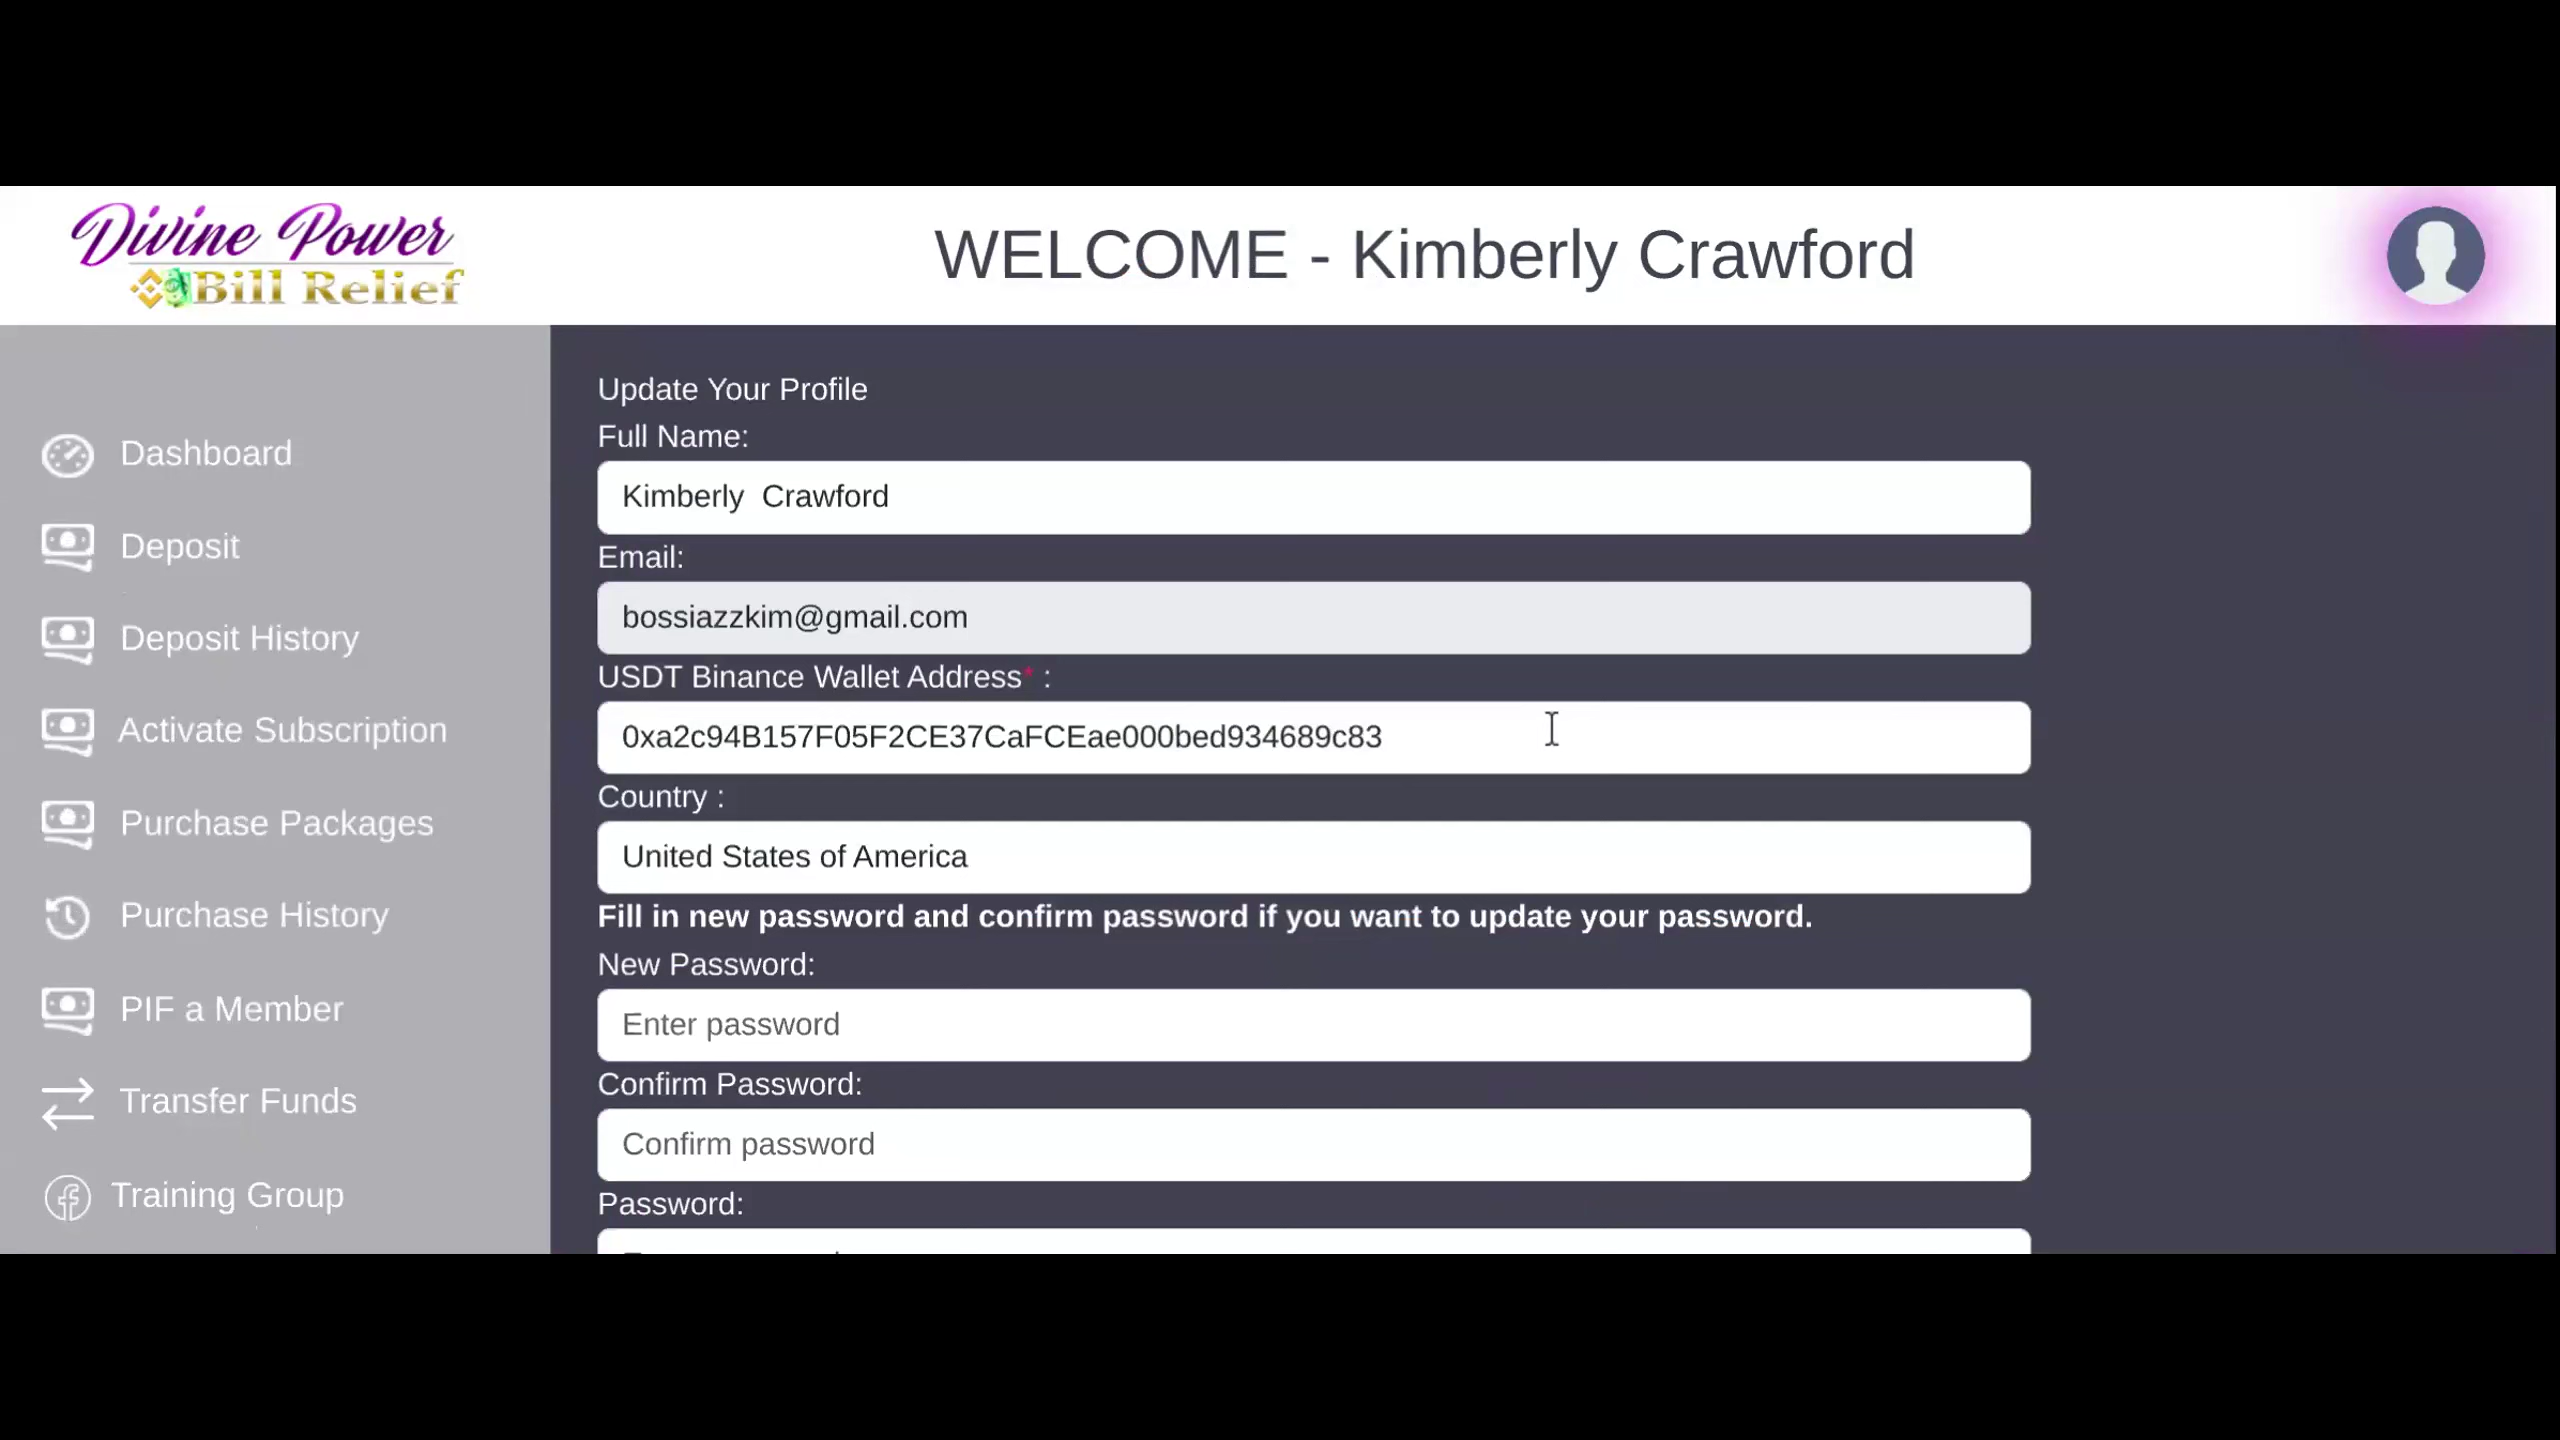 Divine Power
Bill Relief
WELCOME - Kimberly Crawford
Dashboard
Deposit
Deposit History
Activate Subscription
Purchase Packages
Purchase History
PIF a Member
Transfer Funds
Training Group
Update Your Profile
Full Name:
Kimberly  Crawford
Email:
bossiazzkim@gmail.com
USDT Binance Wallet Address* :
0xa2c94B157F05F2CE37CaFCEae000bed934689c83
Country :
United States of America
Fill in new password and confirm password if you want to update your password.
New Password:
Enter password
Confirm Password:
Confirm password
Password: